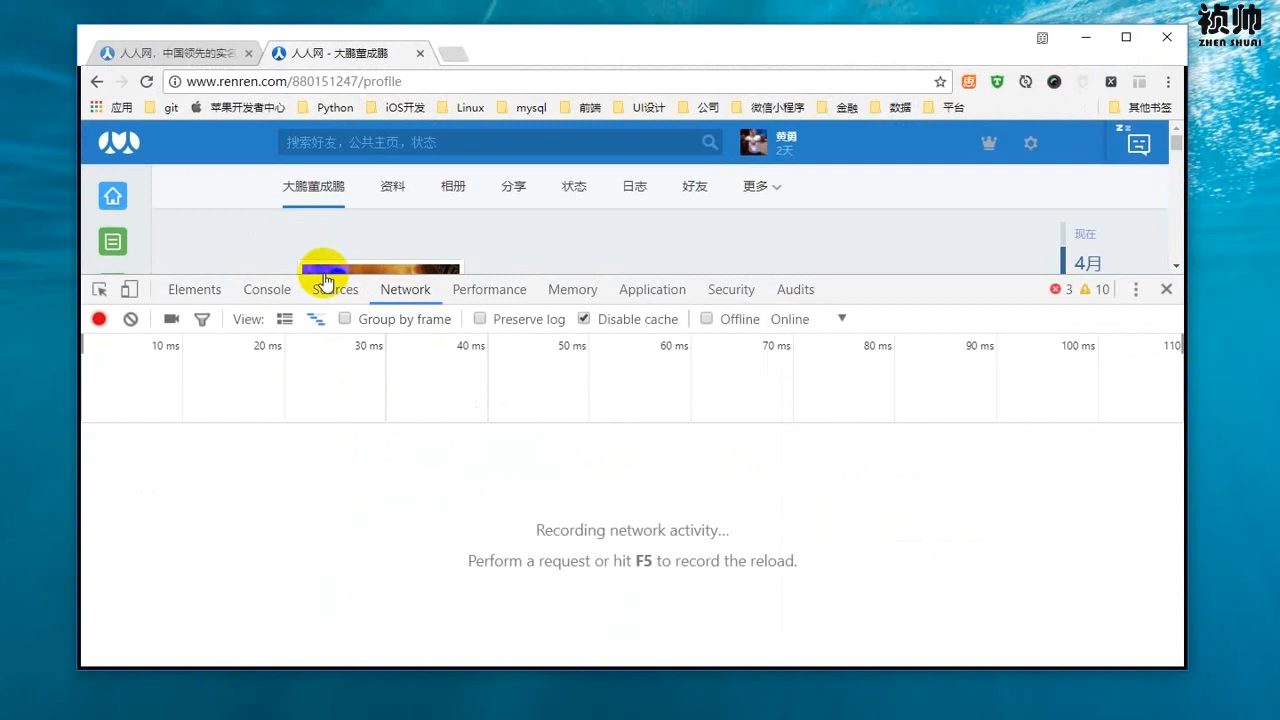 祯帅
ZHEN SHUAI
人人网，中国领先的实名
人人网 - 大鹏董成鹏
www.renren.com/880151247/profile
应用 git 苹果开发者中心 Python iOS开发 Linux mysql 前端 UI设计 公司 微信小程序 金融 数据 平台 其他书签
搜索好友，公共主页，状态
黄勇
2天
大鹏董成鹏 资料 相册 分享 状态 日志 好友 更多
现在
4月
Elements Console Sources Network Performance Memory Application Security Audits 3 10
View: Group by frame Preserve log Disable cache Offline Online
10 ms 20 ms 30 ms 40 ms 50 ms 60 ms 70 ms 80 ms 90 ms 100 ms 110
Recording network activity...
Perform a request or hit F5 to record the reload.